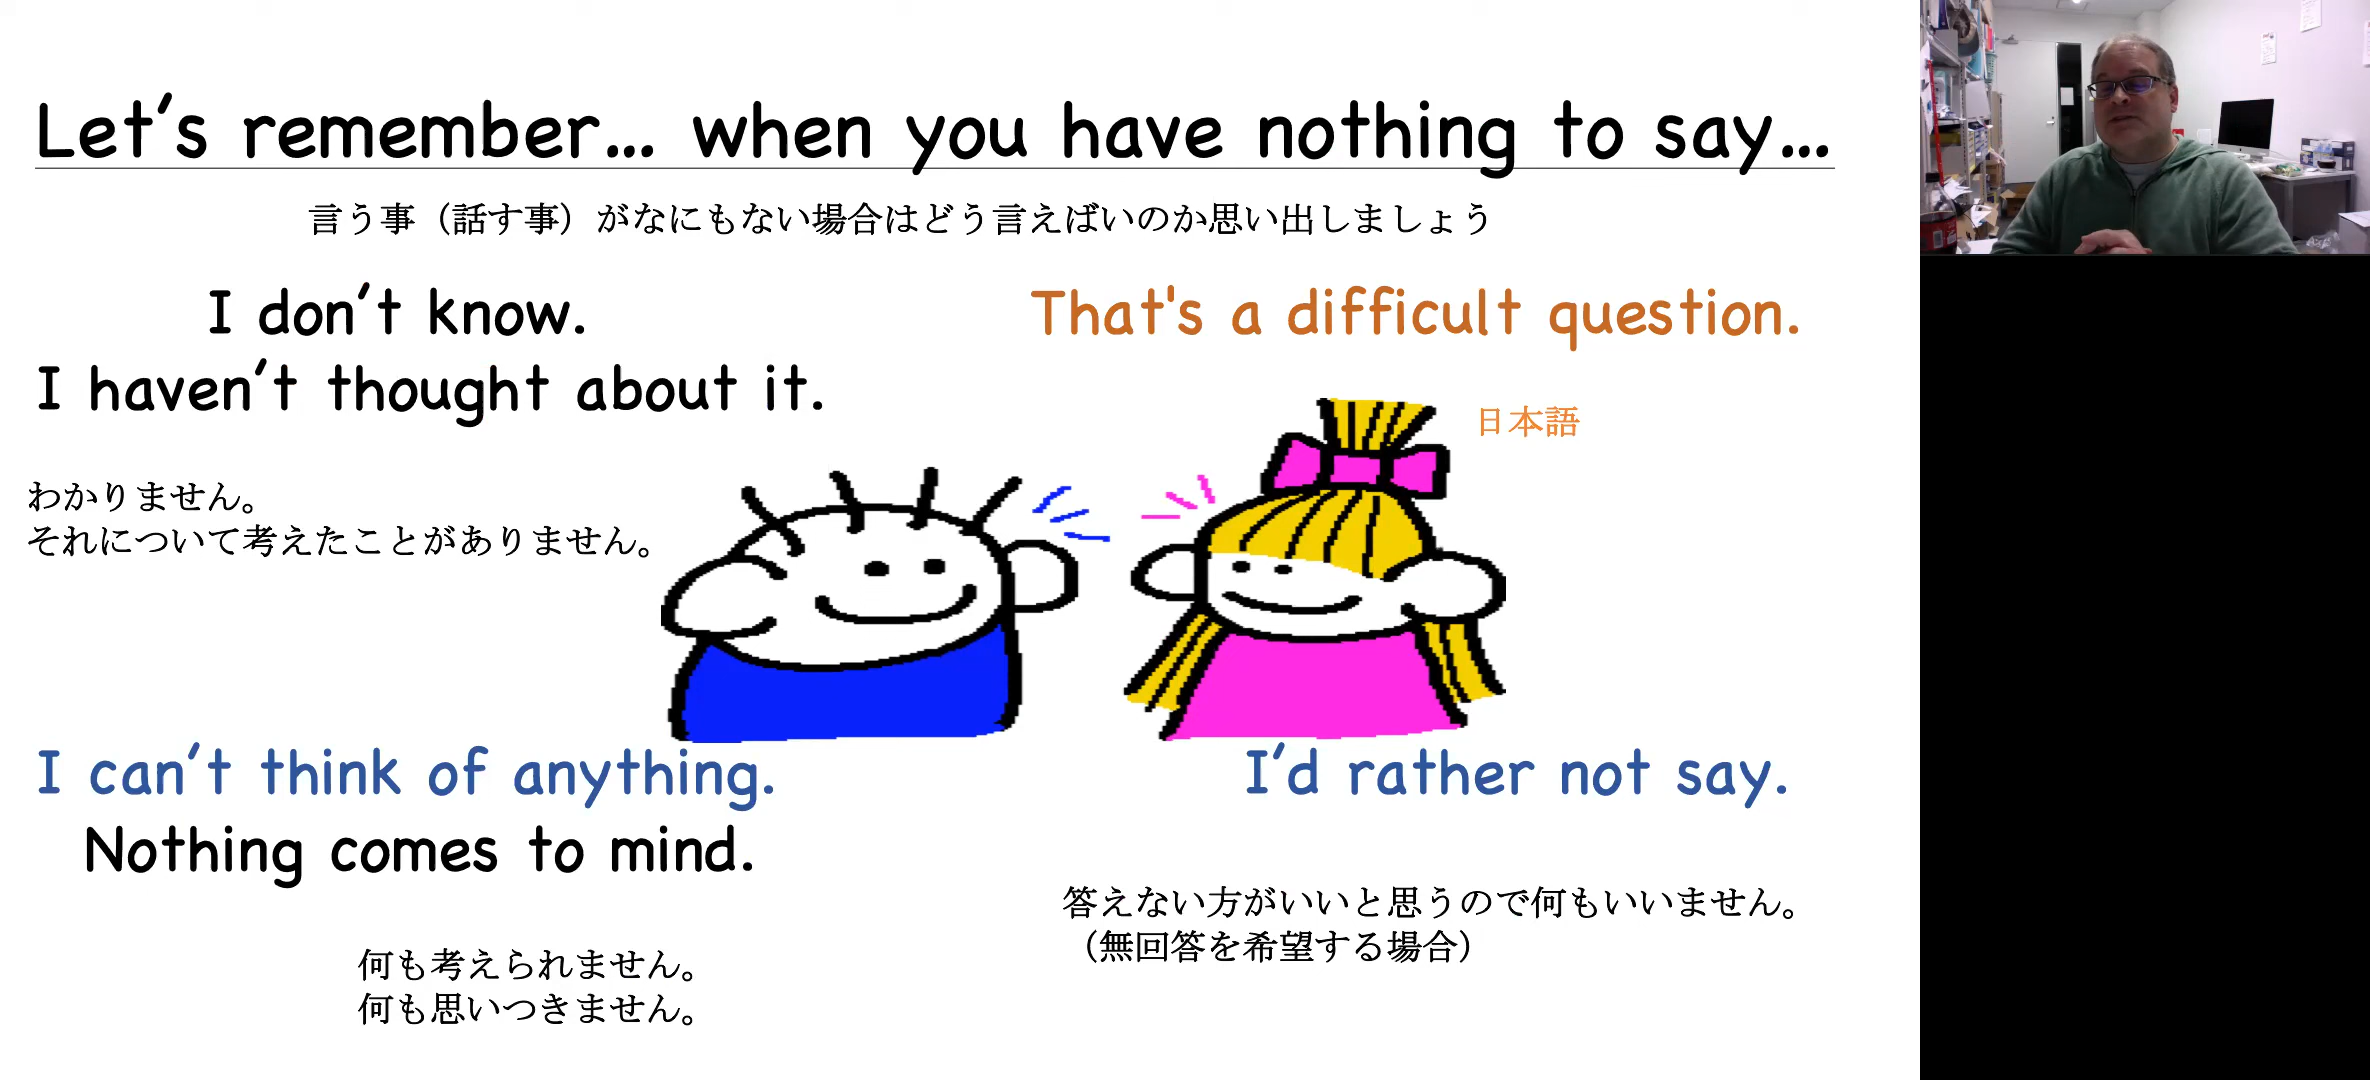 Let's remember... when you have nothing to say...
言う事（話す事）がなにもない場合はどう言えばいのか思い出しましょう
I don't know.
I haven't thought about it.
わかりません。
それについて考えたことがありません。
That's a difficult question.
日本語
I can't think of anything.
Nothing comes to mind.
何も考えられません。
何も思いつきません。
I'd rather not say.
答えない方がいいと思うので何もいいません。
（無回答を希望する場合）